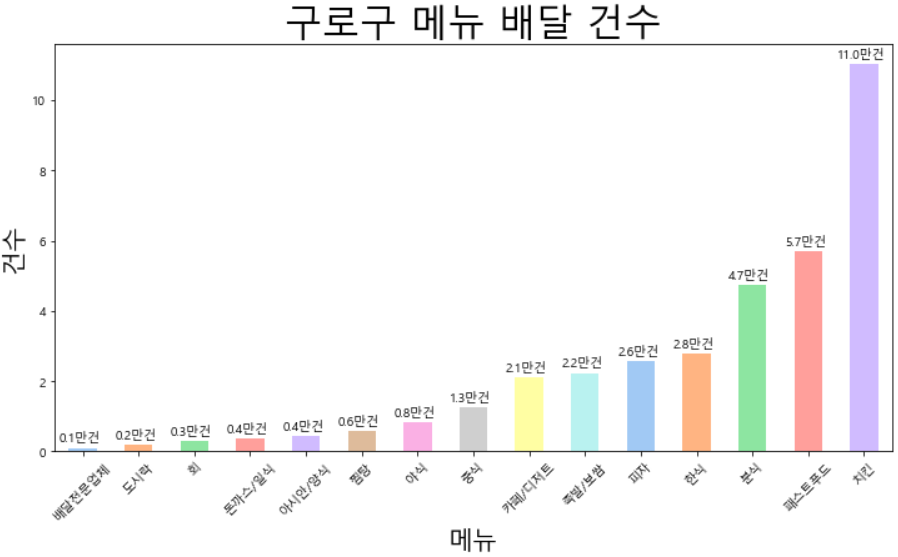 구로구 메뉴 배달 건수
건수
10
8
6
4
2
0
0.1만건
0.2만건
0.3만건
0.4만건
0.4만건
0.6만건
0.8만건
1.3만건
2.1만건
2.2만건
2.6만건
2.8만건
4.7만건
5.7만건
11.0만건
배달전문업체
도시락
회
돈까스/일식
아시안/양식
찜탕
야식
중식
카페/디저트
족발/보쌈
피자
한식
분식
패스트푸드
치킨
메뉴